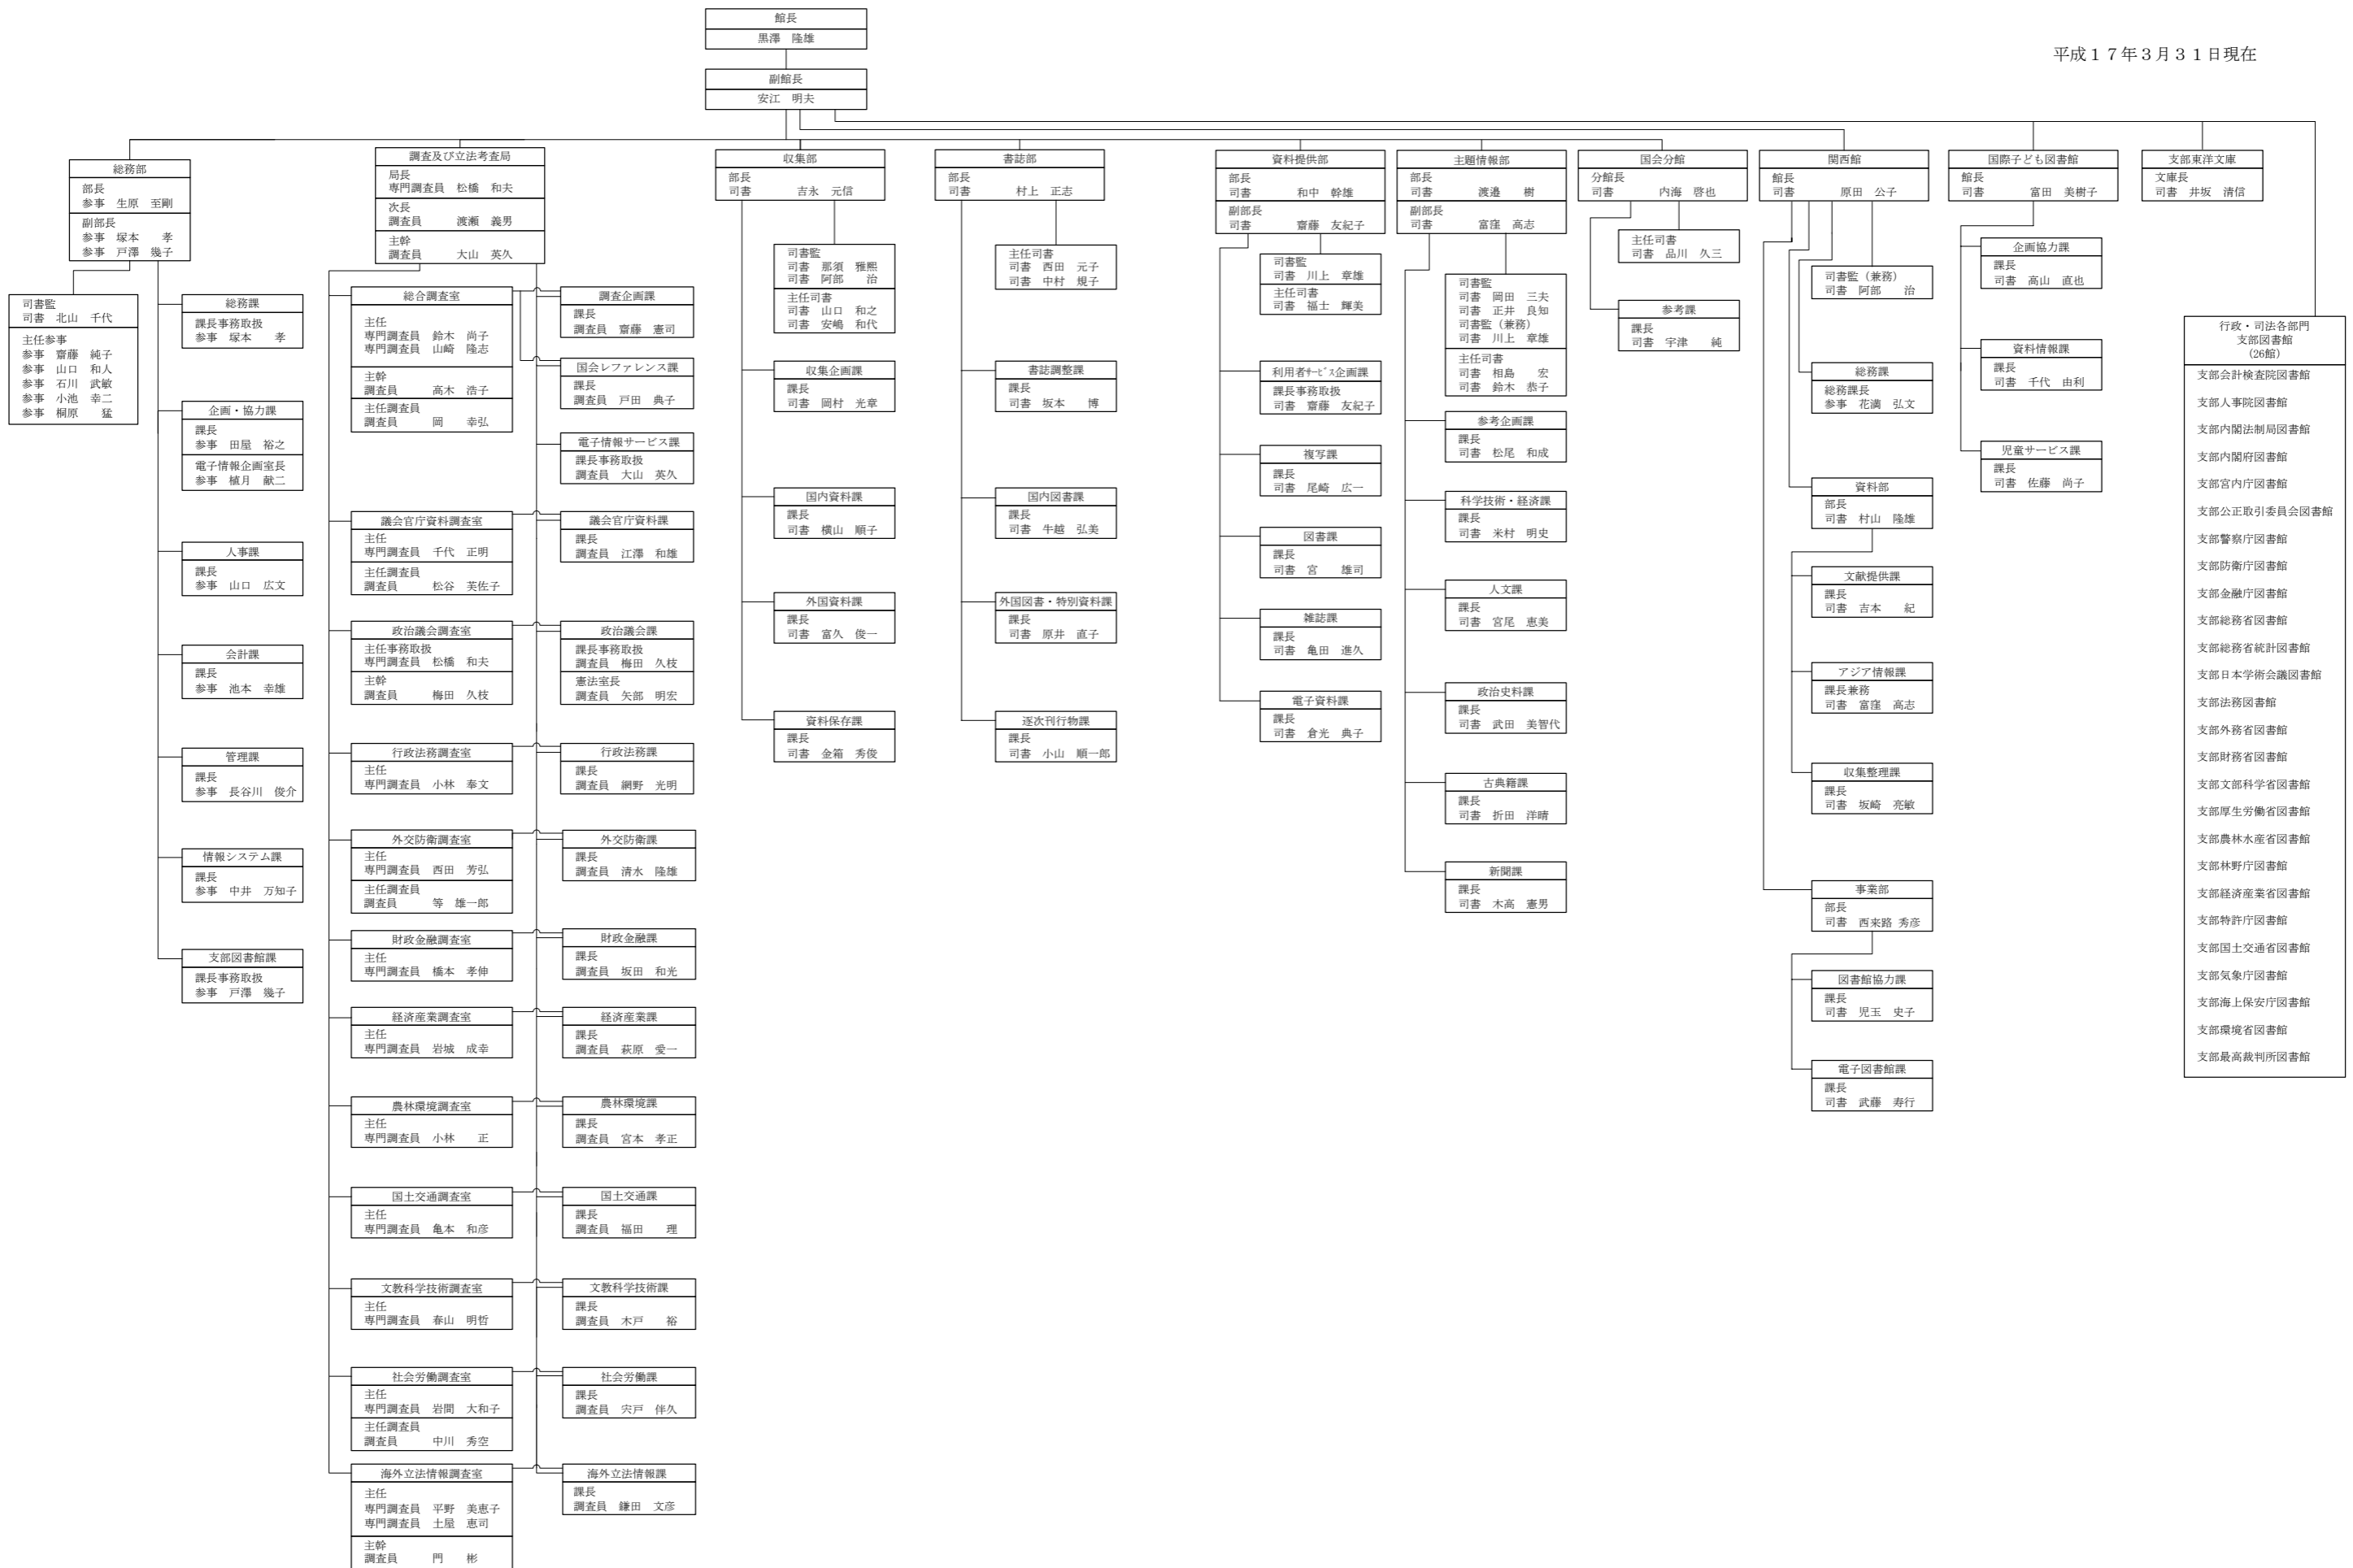 館長
黒澤　隆雄
平成１７年３月３１日現在
副館長
安江　明夫
総務部
部長
参事　生原　至剛
副部長
参事　塚本　　孝
参事　戸澤　幾子
司書監
司書　北山　千代
主任参事
参事　齋藤　純子
参事　山口　和人
参事　石川　武敏
参事　小池　幸二
参事　桐原　　猛
総務課
課長事務取扱
参事　塚本　　孝
企画・協力課
課長
参事　田屋　裕之
電子情報企画室長
参事　植月　献二
人事課
課長
参事　山口　広文
会計課
課長
参事　池本　幸雄
管理課
課長
参事　長谷川　俊介
情報システム課
課長
参事　中井　万知子
支部図書館課
課長事務取扱
参事　戸澤　幾子
調査及び立法考査局
局長
専門調査員　松橋　和夫
次長
調査員　　　渡瀬　義男
主幹
調査員　　　大山　英久
総合調査室
主任
専門調査員　鈴木　尚子
専門調査員　山崎　隆志
主幹
調査員　　　高木　浩子
主任調査員
調査員　　　岡　　幸弘
議会官庁資料調査室
主任
専門調査員　千代　正明
主任調査員
調査員　　　松谷　芙佐子
政治議会調査室
主任事務取扱
専門調査員　松橋　和夫
主幹
調査員　　　梅田　久枝
行政法務調査室
主任
専門調査員　小林　奉文
外交防衛調査室
主任
専門調査員　西田　芳弘
主任調査員
調査員　　　等　雄一郎
財政金融調査室
主任
専門調査員　橋本　孝伸
経済産業調査室
主任
専門調査員　岩城　成幸
農林環境調査室
主任
専門調査員　小林　　正
国土交通調査室
主任
専門調査員　亀本　和彦
文教科学技術調査室
主任
専門調査員　春山　明哲
社会労働調査室
主任
専門調査員　岩間　大和子
主任調査員
調査員　　　中川　秀空
海外立法情報調査室
主任
専門調査員　平野　美恵子
専門調査員　土屋　恵司
主幹
調査員　　　門　　彬
調査企画課
課長
調査員　齋藤　憲司
国会レファレンス課
課長
調査員　戸田　典子
電子情報サービス課
課長事務取扱
調査員　大山　英久
議会官庁資料課
課長
調査員　江澤　和雄
政治議会課
課長事務取扱
調査員　梅田　久枝
憲法室長
調査員　矢部　明宏
行政法務課
課長
調査員　網野　光明
外交防衛課
課長
調査員　清水　隆雄
財政金融課
課長
調査員　坂田　和光
経済産業課
課長
調査員　萩原　愛一
農林環境課
課長
調査員　宮本　孝正
国土交通課
課長
調査員　福田　　理
文教科学技術課
課長
調査員　木戸　　裕
社会労働課
課長
調査員　宍戸　伴久
海外立法情報課
課長
調査員　鎌田　文彦
収集部
部長
司書　　　吉永　元信
司書監
司書　那須　雅熙
司書　阿部　　治
主任司書
司書　山口　和之
司書　安嶋　和代
収集企画課
課長
司書　岡村　光章
国内資料課
課長
司書　横山　順子
外国資料課
課長
司書　富久　俊一
資料保存課
課長
司書　金箱　秀俊
書誌部
部長
司書　　　村上　正志
主任司書
司書　西田　元子
司書　中村　規子
書誌調整課
課長
司書　坂本　　博
国内図書課
課長
司書　牛越　弘美
外国図書・特別資料課
課長
司書　原井　直子
逐次刊行物課
課長
司書　小山　順一郎
資料提供部
部長
司書　　　和中　幹雄
副部長
司書　　　齋藤　友紀子
司書監
司書　川上　章雄
主任司書
司書　福士　輝美
利用者ｻｰﾋﾞｽ企画課
課長事務取扱
司書　齋藤　友紀子
複写課
課長
司書　尾崎　広一
図書課
課長
司書　宮　　雄司
雑誌課
課長
司書　亀田　進久
電子資料課
課長
司書　倉光　典子
主題情報部
部長
司書　　　渡邉　　樹
副部長
司書　　　富窪　高志
司書監
司書　岡田　三夫
司書　正井　良知
司書監（兼務）
司書　川上　章雄
主任司書
司書　相島　　宏
司書　鈴木　恭子
参考企画課
課長
司書　松尾　和成
科学技術・経済課
課長
司書　米村　明史
人文課
課長
司書　宮尾　恵美
政治史料課
課長
司書　武田　美智代
古典籍課
課長
司書　折田　洋晴
新聞課
課長
司書　木高　憲男
国会分館
分館長
司書　　　内海　啓也
主任司書
司書　品川　久三
参考課
課長
司書　宇津　　純
関西館
館長
司書　　　原田　公子
司書監（兼務）
司書　阿部　　治
総務課
総務課長
参事　花満　弘文
資料部
部長
司書　村山　隆雄
文献提供課
課長
司書　吉本　　紀
アジア情報課
課長兼務
司書　富窪　高志
収集整理課
課長
司書　坂崎　亮敏
事業部
部長
司書　西来路 秀彦
図書館協力課
課長
司書　児玉　史子
電子図書館課
課長
司書　武藤　寿行
国際子ども図書館
館長
司書　　　富田　美樹子
企画協力課
課長
司書　高山　直也
資料情報課
課長
司書　千代　由利
児童サービス課
課長
司書　佐藤　尚子
支部東洋文庫
文庫長
司書　井坂　清信
行政・司法各部門
支部図書館
(26館)
支部会計検査院図書館
支部人事院図書館
支部内閣法制局図書館
支部内閣府図書館
支部宮内庁図書館
支部公正取引委員会図書館
支部警察庁図書館
支部防衛庁図書館
支部金融庁図書館
支部総務省図書館
支部総務省統計図書館
支部日本学術会議図書館
支部法務図書館
支部外務省図書館
支部財務省図書館
支部文部科学省図書館
支部厚生労働省図書館
支部農林水産省図書館
支部林野庁図書館
支部経済産業省図書館
支部特許庁図書館
支部国土交通省図書館
支部気象庁図書館
支部海上保安庁図書館
支部環境省図書館
支部最高裁判所図書館